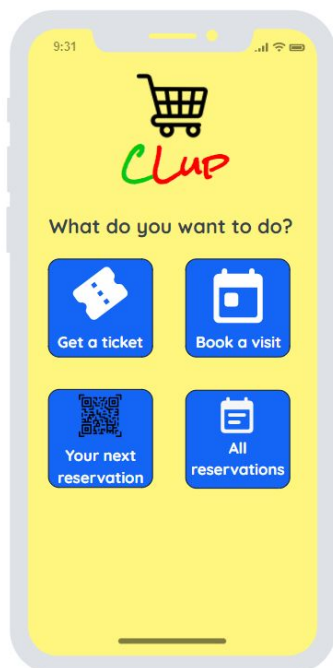 9:31
CLup
What do you want to do?
Get a ticket
Book a visit
Your next
reservation
All
reservations